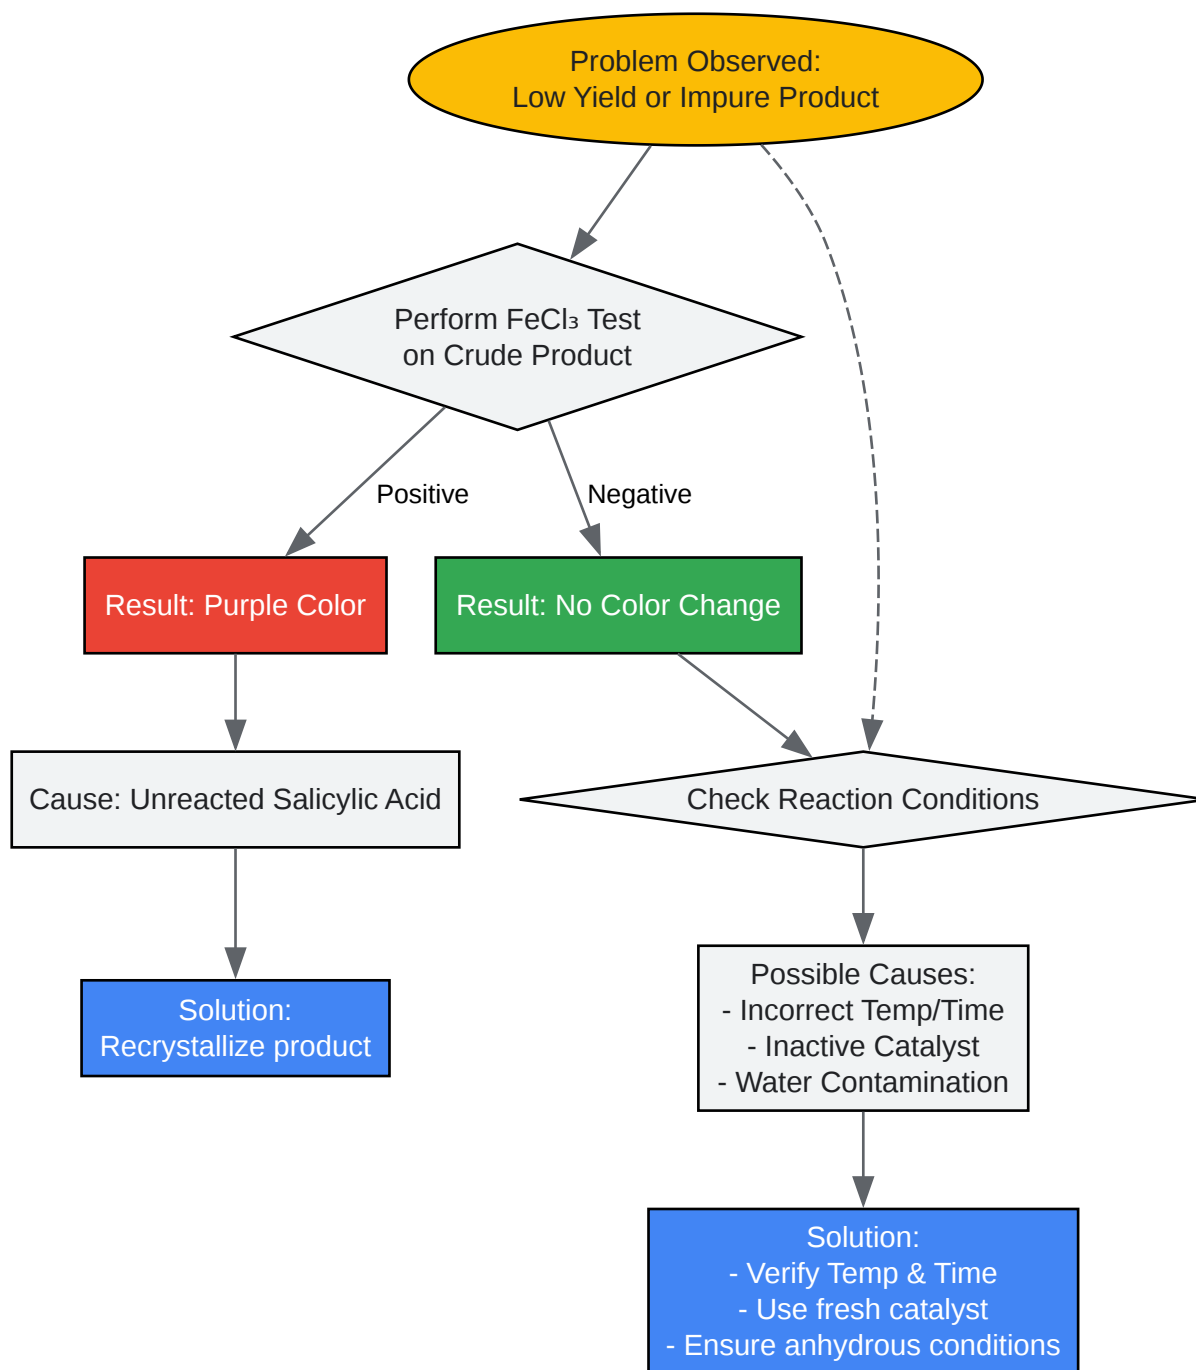 Problem Observed:
Low Yield or Impure Product
Perform FeCl₃ Test
on Crude Product
Positive
Negative
Result: Purple Color
Result: No Color Change
Cause: Unreacted Salicylic Acid
Check Reaction Conditions
Solution:
Recrystallize product
Possible Causes:
- Incorrect Temp/Time
- Inactive Catalyst
- Water Contamination
Solution:
- Verify Temp & Time
- Use fresh catalyst
- Ensure anhydrous conditions